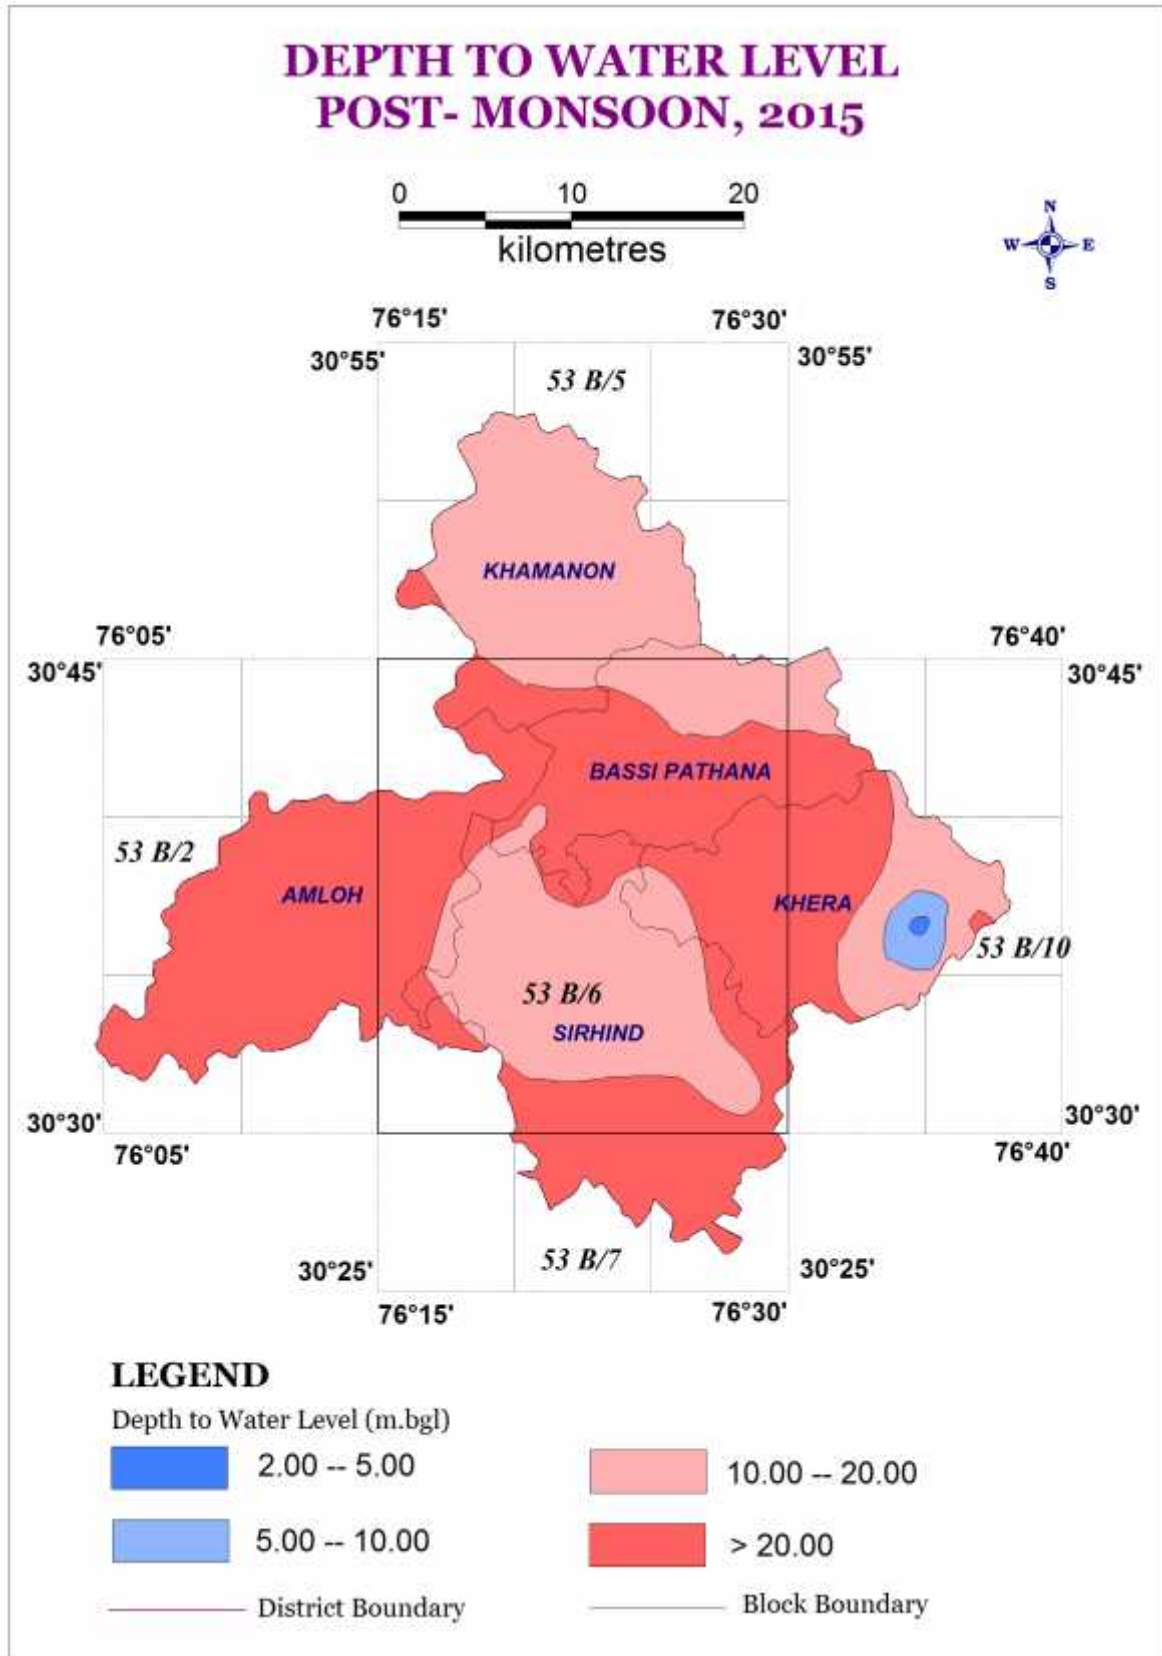 DEPTH TO WATER LEVEL
POST- MONSOON, 2015
0 10 20
kilometres
N
W E
S
76°15' 76°30'
30°55' 30°55'
53 B/5
KHAMANON
76°05' 76°40'
30°45' 30°45'
BASSI PATHANA
53 B/2
AMLOH KHERA
53 B/10
53 B/6
SIRHIND
30°30' 30°30'
76°05' 76°40'
53 B/7
30°25' 30°25'
76°15' 76°30'
LEGEND
Depth to Water Level (m.bgl)
2.00 -- 5.00 10.00 -- 20.00
5.00 -- 10.00 > 20.00
District Boundary Block Boundary